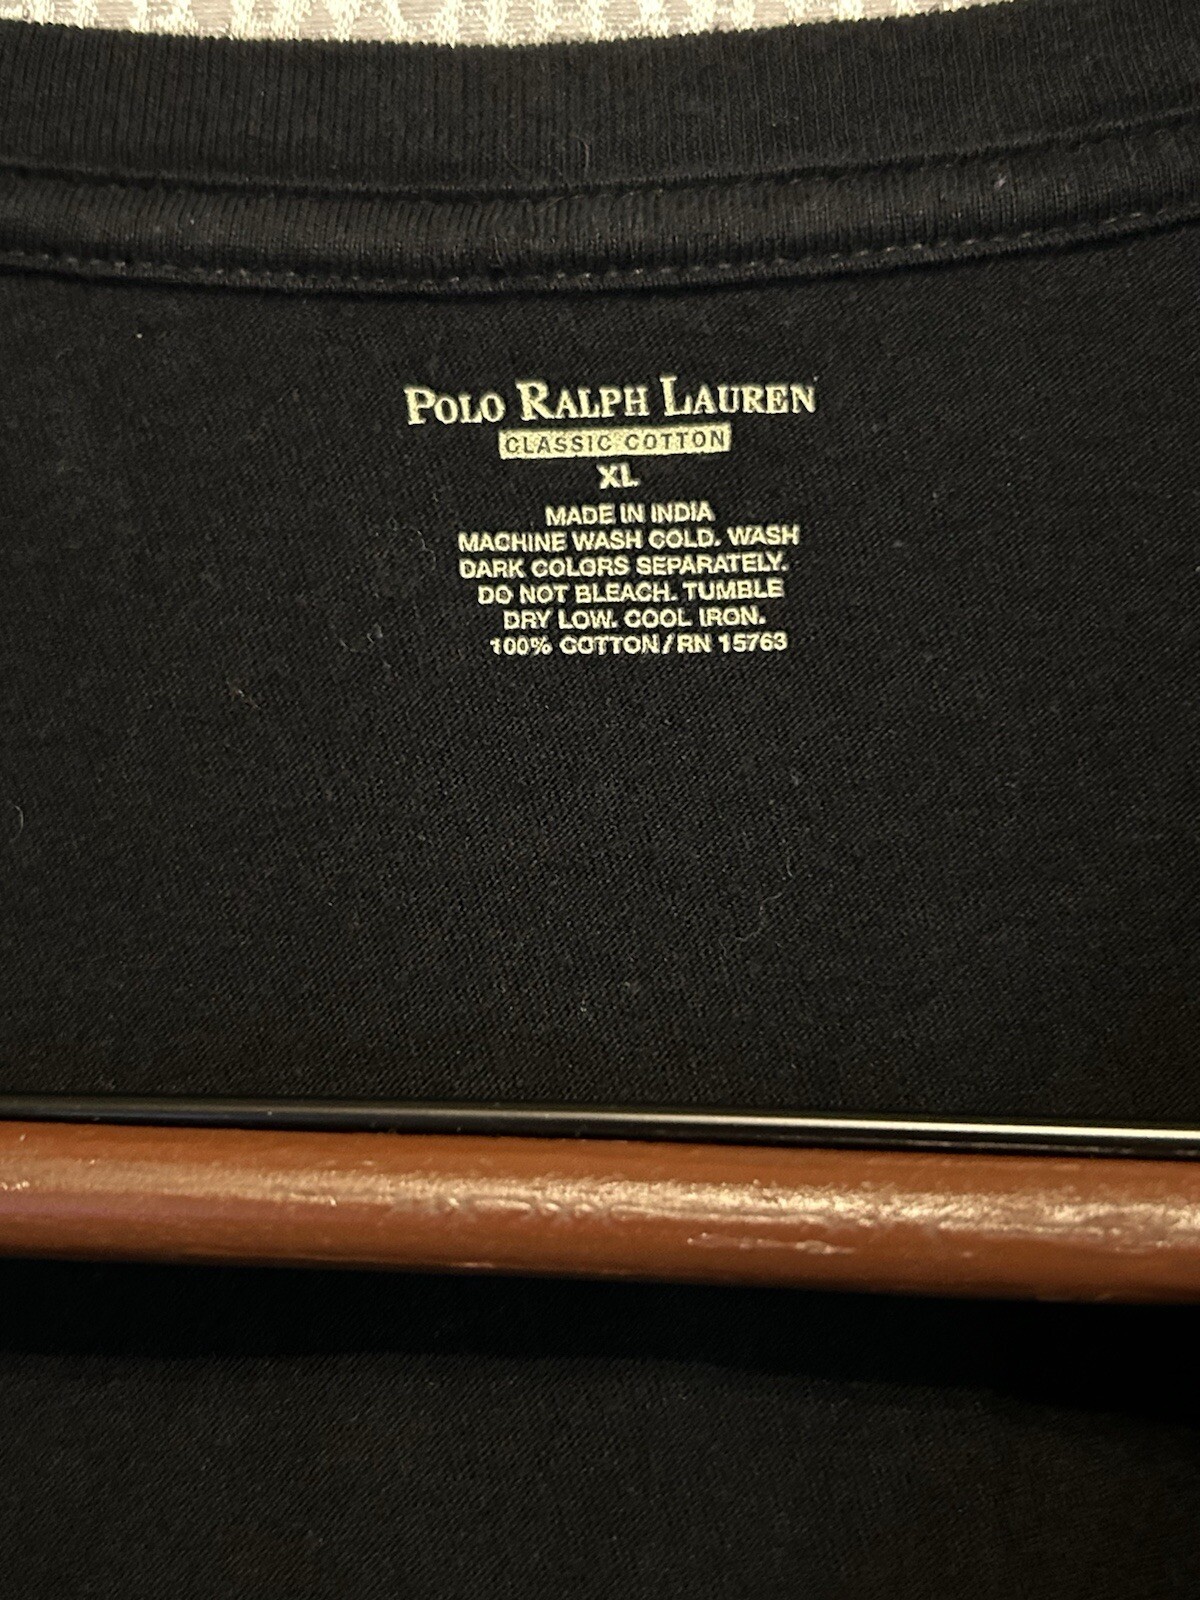 POLO RALPH LAUREN
CLASSIC COTTON
XL
MADE IN INDIA
MACHINE WASH COLD. WASH
DARK COLORS SEPARATELY.
DO NOT BLEACH. TUMBLE
DRY LOW. COOL IRON.
100% COTTON/RN 15763